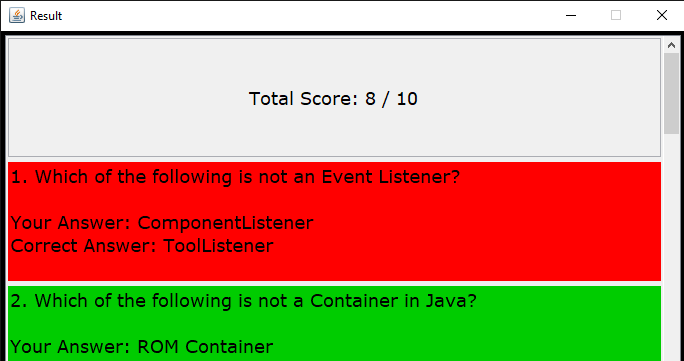 Result
Total Score: 8 / 10
1. Which of the following is not an Event Listener?
Your Answer: ComponentListener
Correct Answer: ToolListener
2. Which of the following is not a Container in Java?
Your Answer: ROM Container